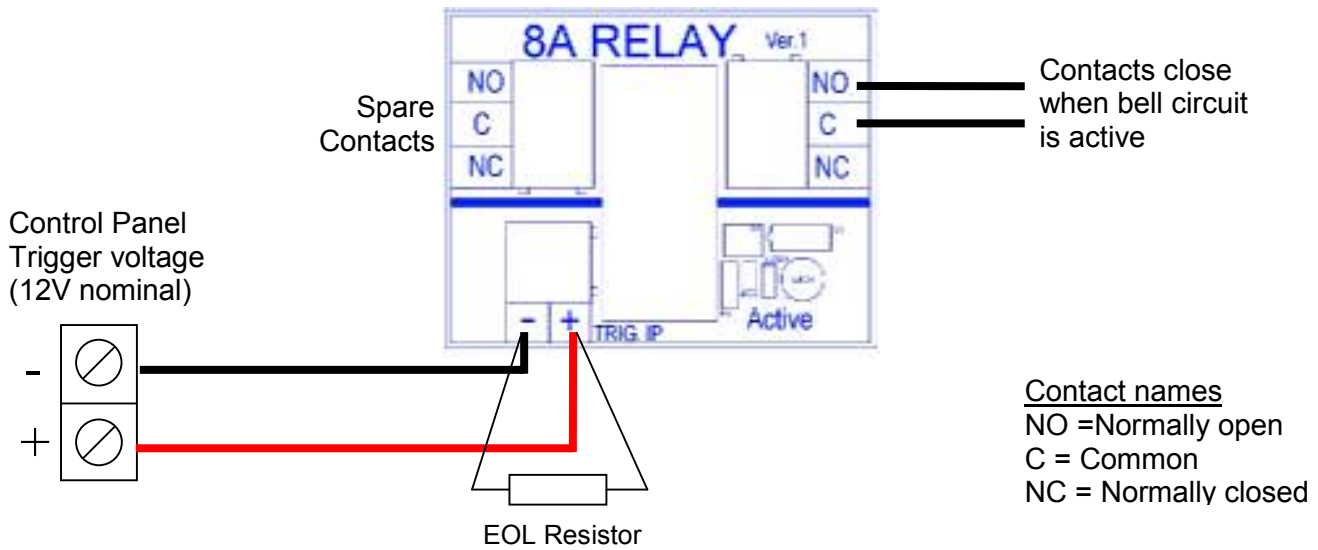 8A RELAY Ver.1
NO
C
NC
NO
C
NC
Spare
Contacts
Contacts close
when bell circuit
is active
Control Panel
Trigger voltage
(12V nominal)
-
+
- +
TRIG. IP
Active
EOL Resistor
Contact names
NO =Normally open
C = Common
NC = Normally closed